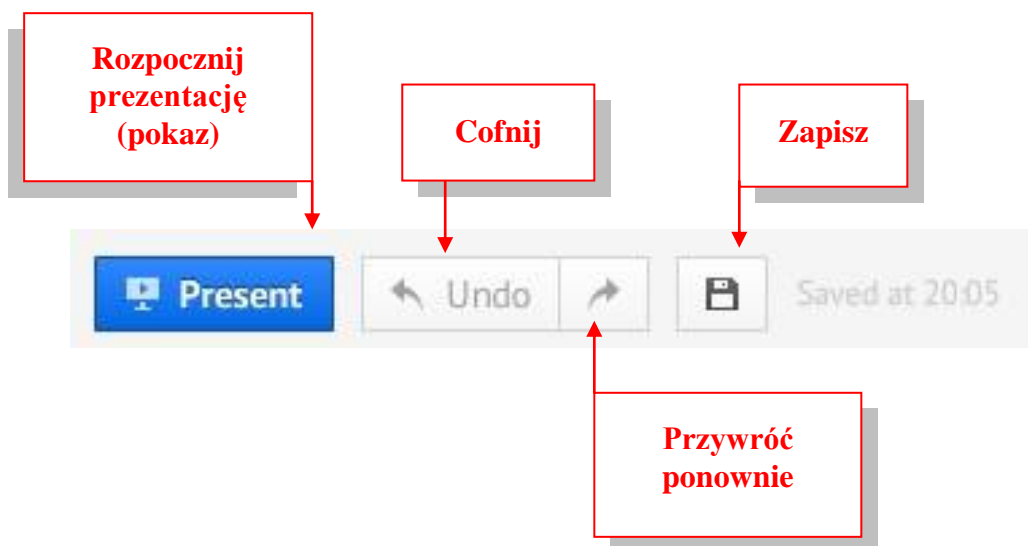 Rozpocznij
prezentację
(pokaz)
Cofnij
Zapisz
Present
Undo
Saved at 20:05
Przywróć
ponownie